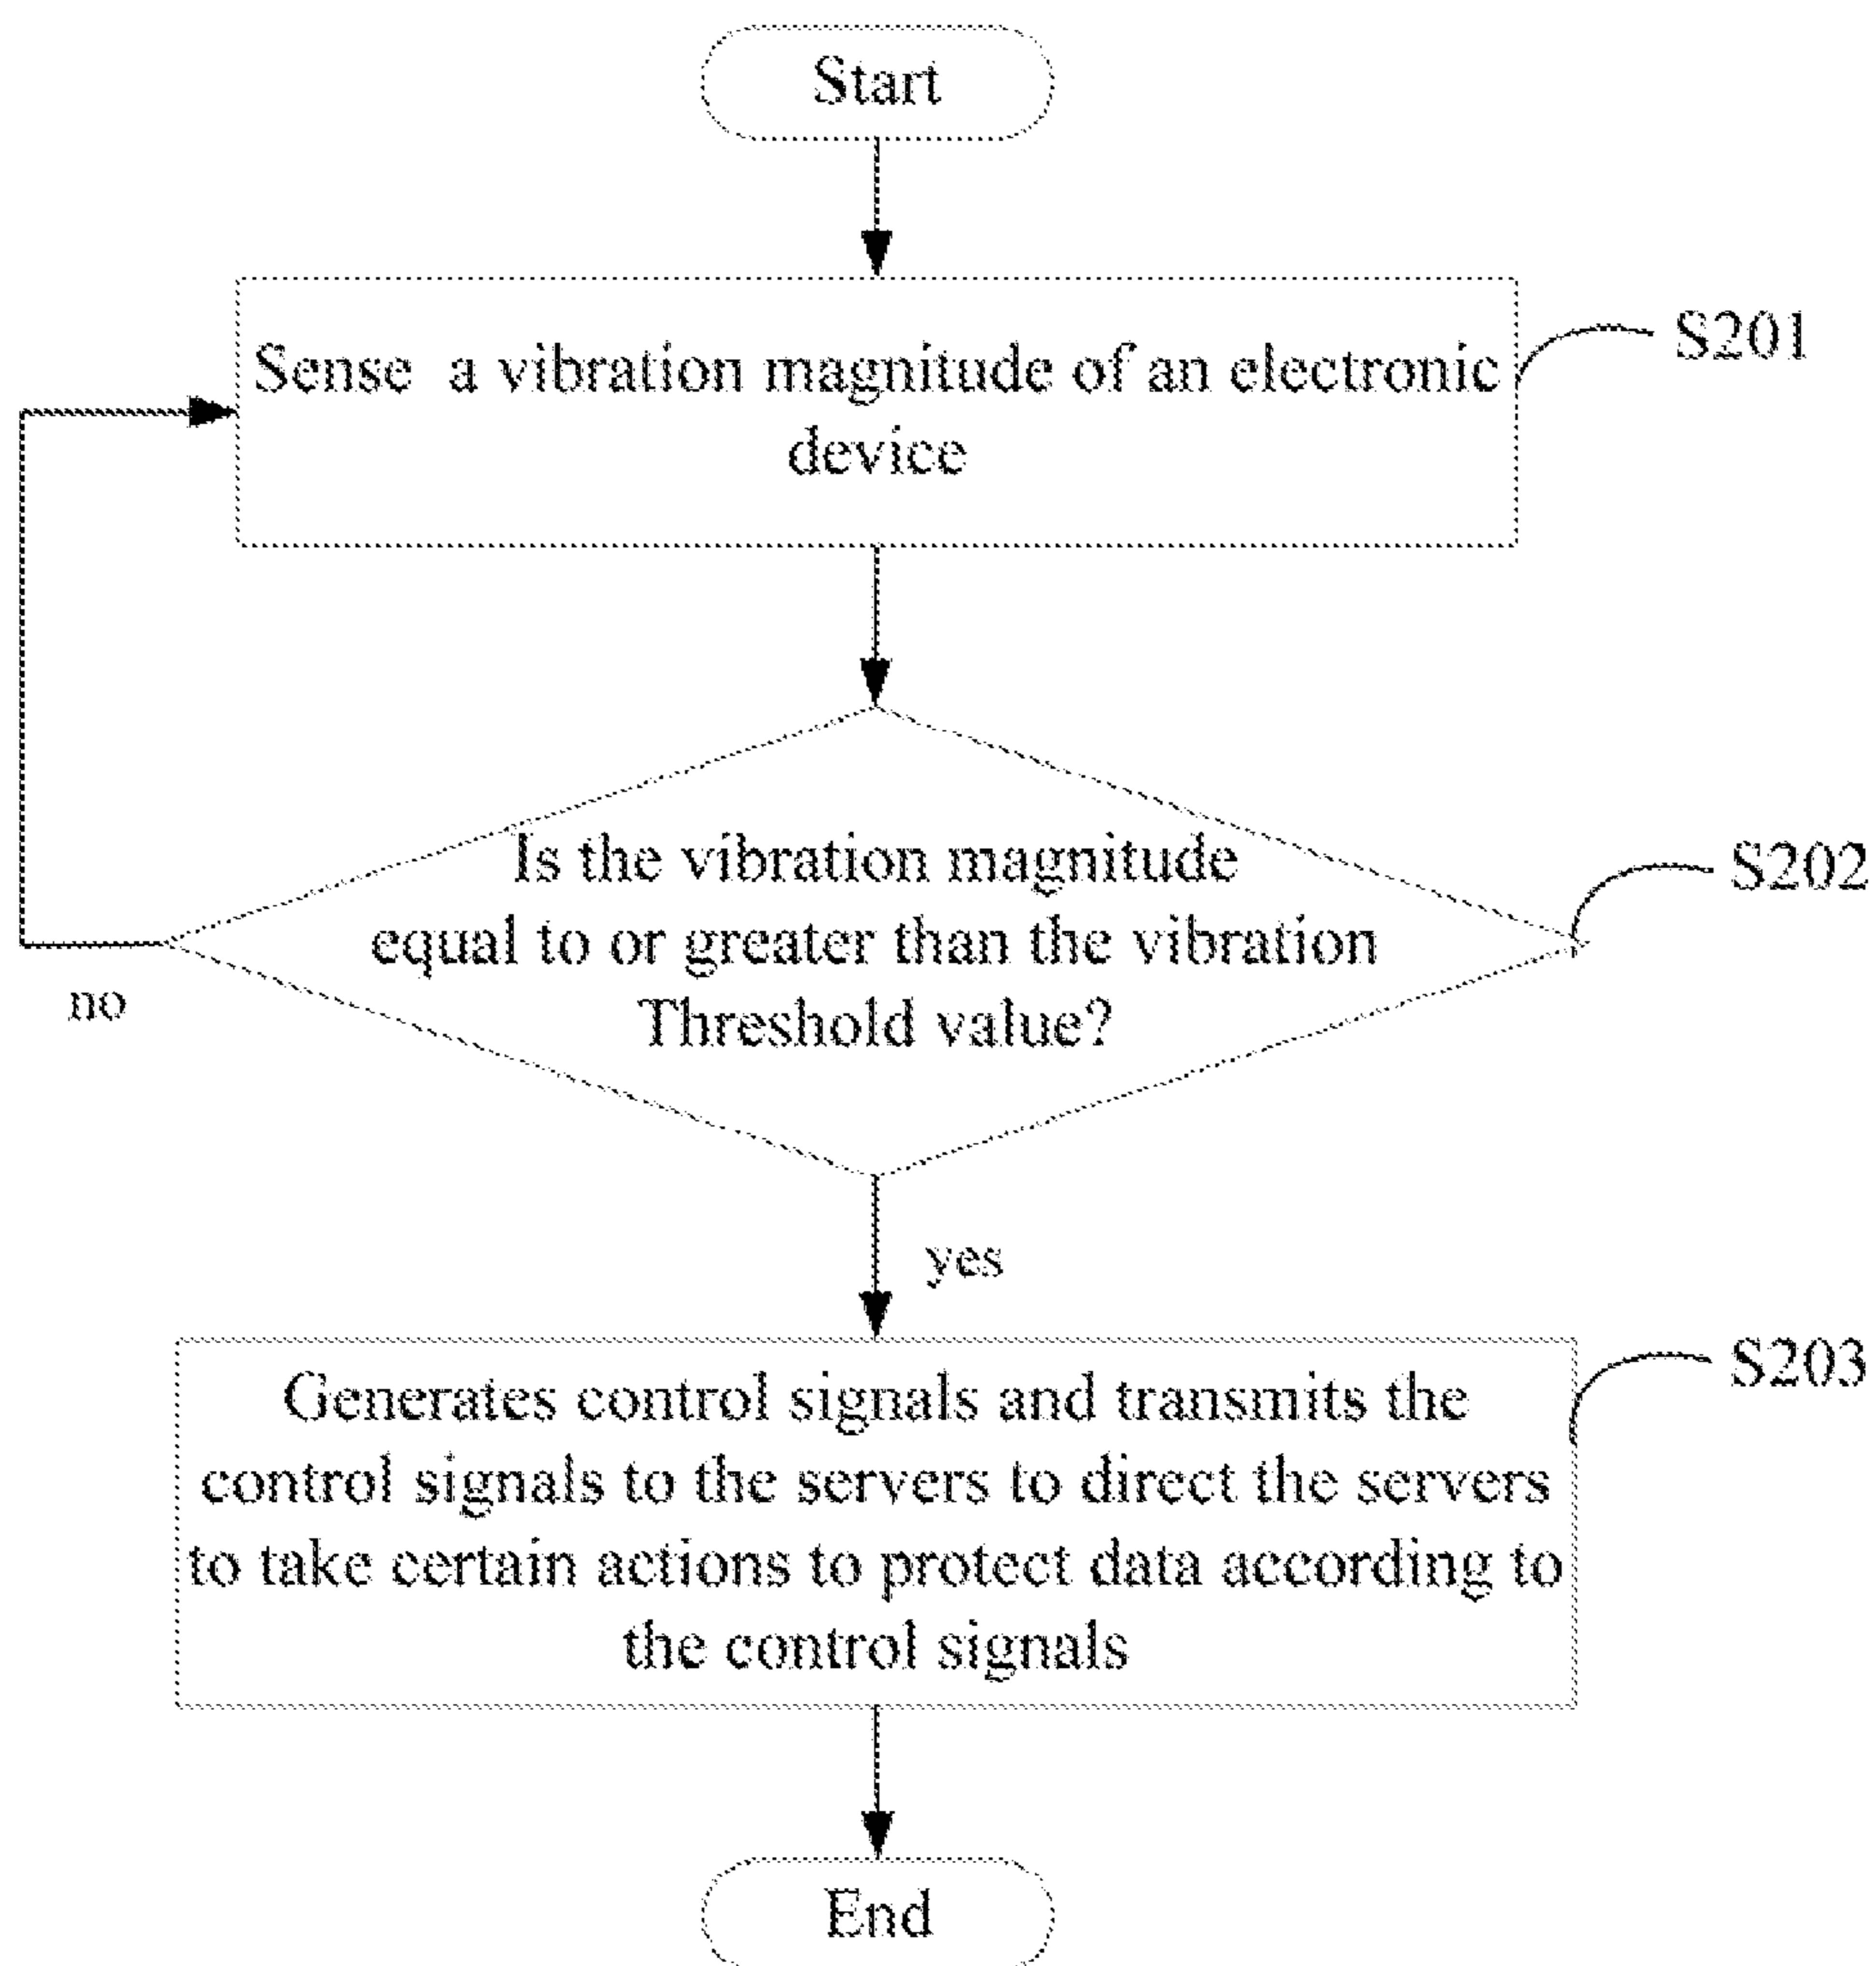 Start
Sense a vibration magnitude of an electronic
device
S201
Is the vibration magnitude
equal to or greater than the vibration
Threshold value?
S202
no
yes
Generates control signals and transmits the
control signals to the servers to direct the servers
to take certain actions to protect data according to
the control signals
S203
End